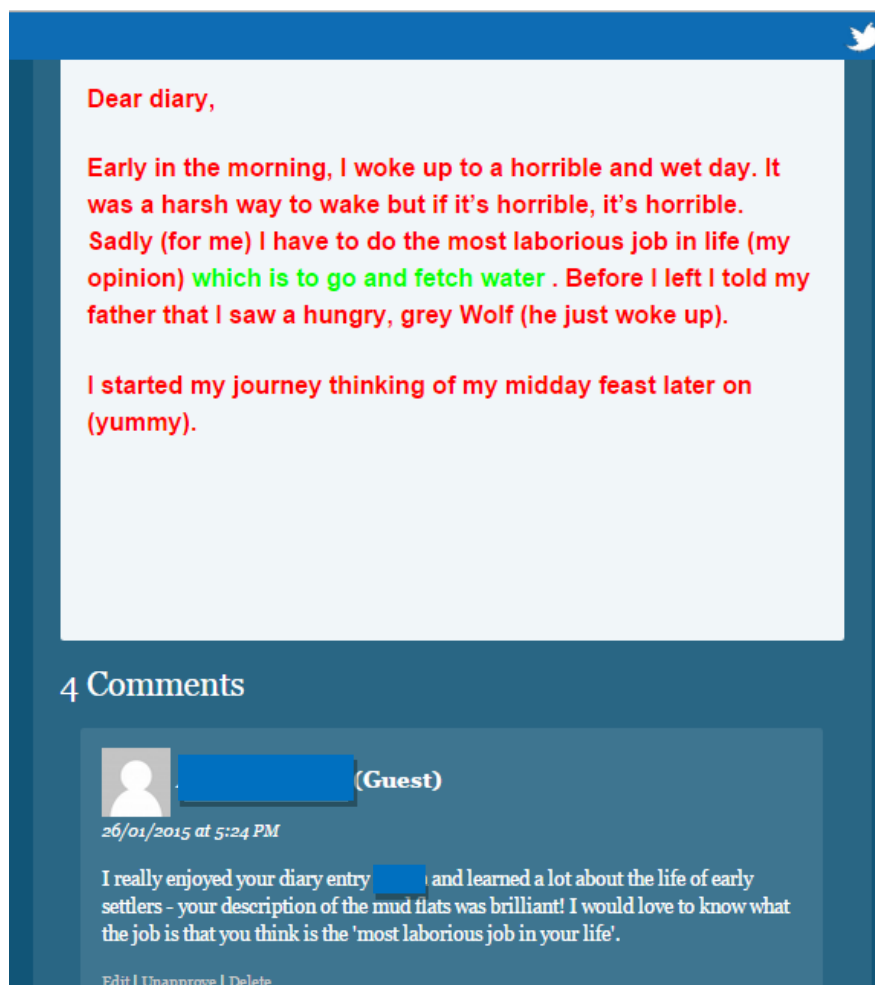 Dear diary,
Early in the morning, I woke up to a horrible and wet day. It
was a harsh way to wake but if it's horrible, it's horrible.
Sadly (for me) I have to do the most laborious job in life (my
opinion) which is to go and fetch water . Before I left I told my
father that I saw a hungry, grey Wolf (he just woke up).
I started my journey thinking of my midday feast later on
(yummy).
4 Comments
(Guest)
26/01/2015 at 5:24 PM
I really enjoyed your diary entry and learned a lot about the life of early
settlers - your description of the mud flats was brilliant! I would love to know what
the job is that you think is the 'most laborious job in your life'.
Edit | Unapprove | Delete